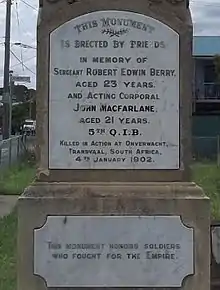 This Monument
Is Erected By Friends
In memory of
Sergeant Robert Edwin Berry,
aged 23 years.
and Acting Corporal
John Macfarlane,
aged 21 years.
5th Q.I.B.
Killed in Action at Onverwacht,
Transvaal, South Africa,
4th January 1902.
This monument honors soldiers
who fought for the Empire.